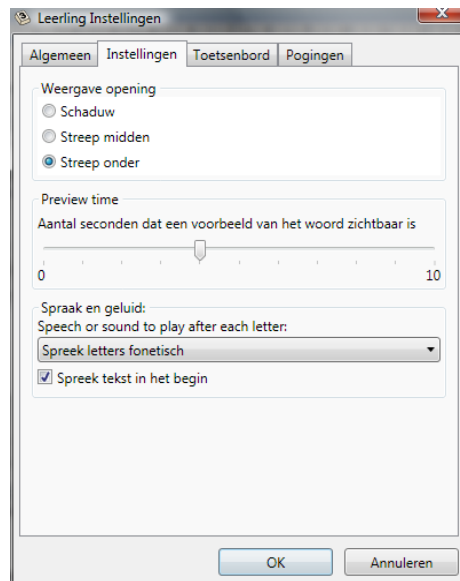 Leerling Instellingen
Algemeen Instellingen Toetsenbord Pogingen
Weergave opening
Schaduw
Streep midden
Streep onder
Preview time
Aantal seconden dat een voorbeeld van het woord zichtbaar is
0 10
Spraak en geluid:
Speech or sound to play after each letter:
Spreek letters fonetisch
Spreek tekst in het begin
OK Annuleren